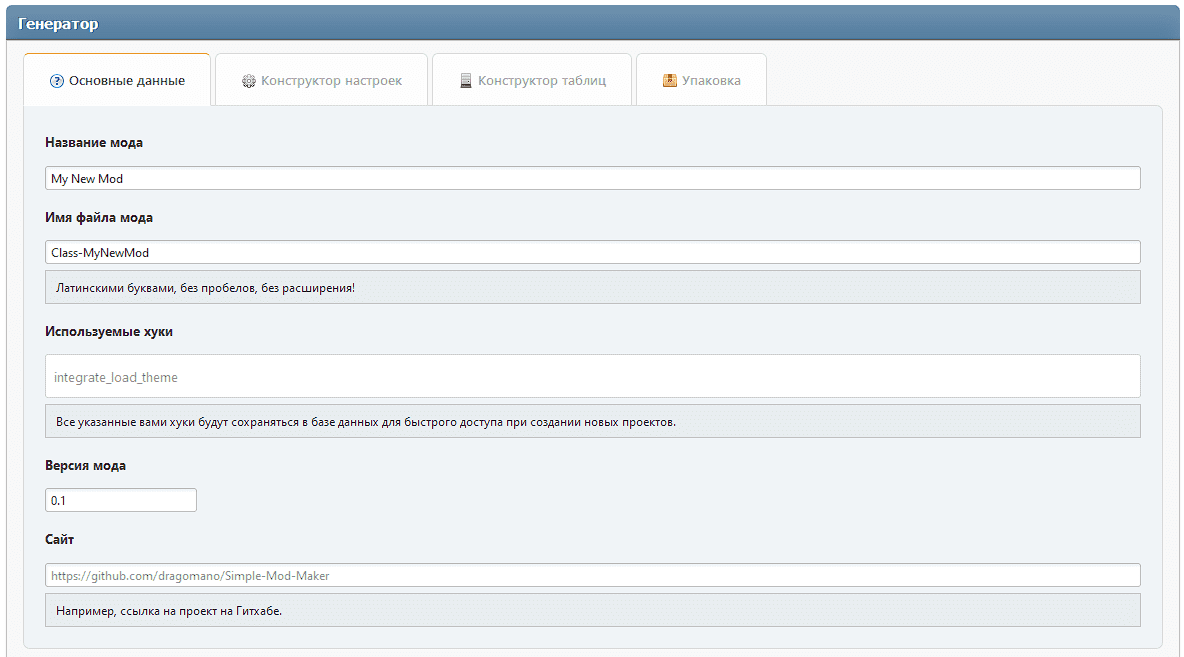 Генератор
Основные данные
Конструктор настроек
Конструктор таблиц
Упаковка
Название мода
My New Mod
Имя файла мода
Class-MyNewMod
Латинскими буквами, без пробелов, без расширения!
Используемые хуки
integrate_load_theme
Все указанные вами хуки будут сохраняться в базе данных для быстрого доступа при создании новых проектов.
Версия мода
0.1
Сайт
https://github.com/dragomano/Simple-Mod-Maker
Например, ссылка на проект на Гитхабе.